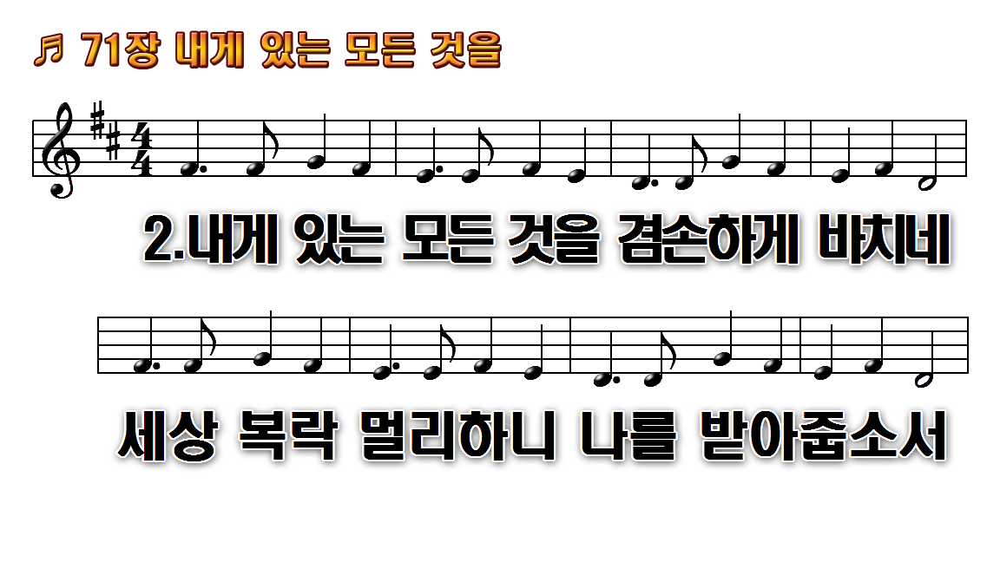 ♬ 71장 내게 있는 모든 것을
4
4
2.내게 있는 모든 것을 겸손하게 바치네
세상 복락 멀리하니 나를 받아줍소서